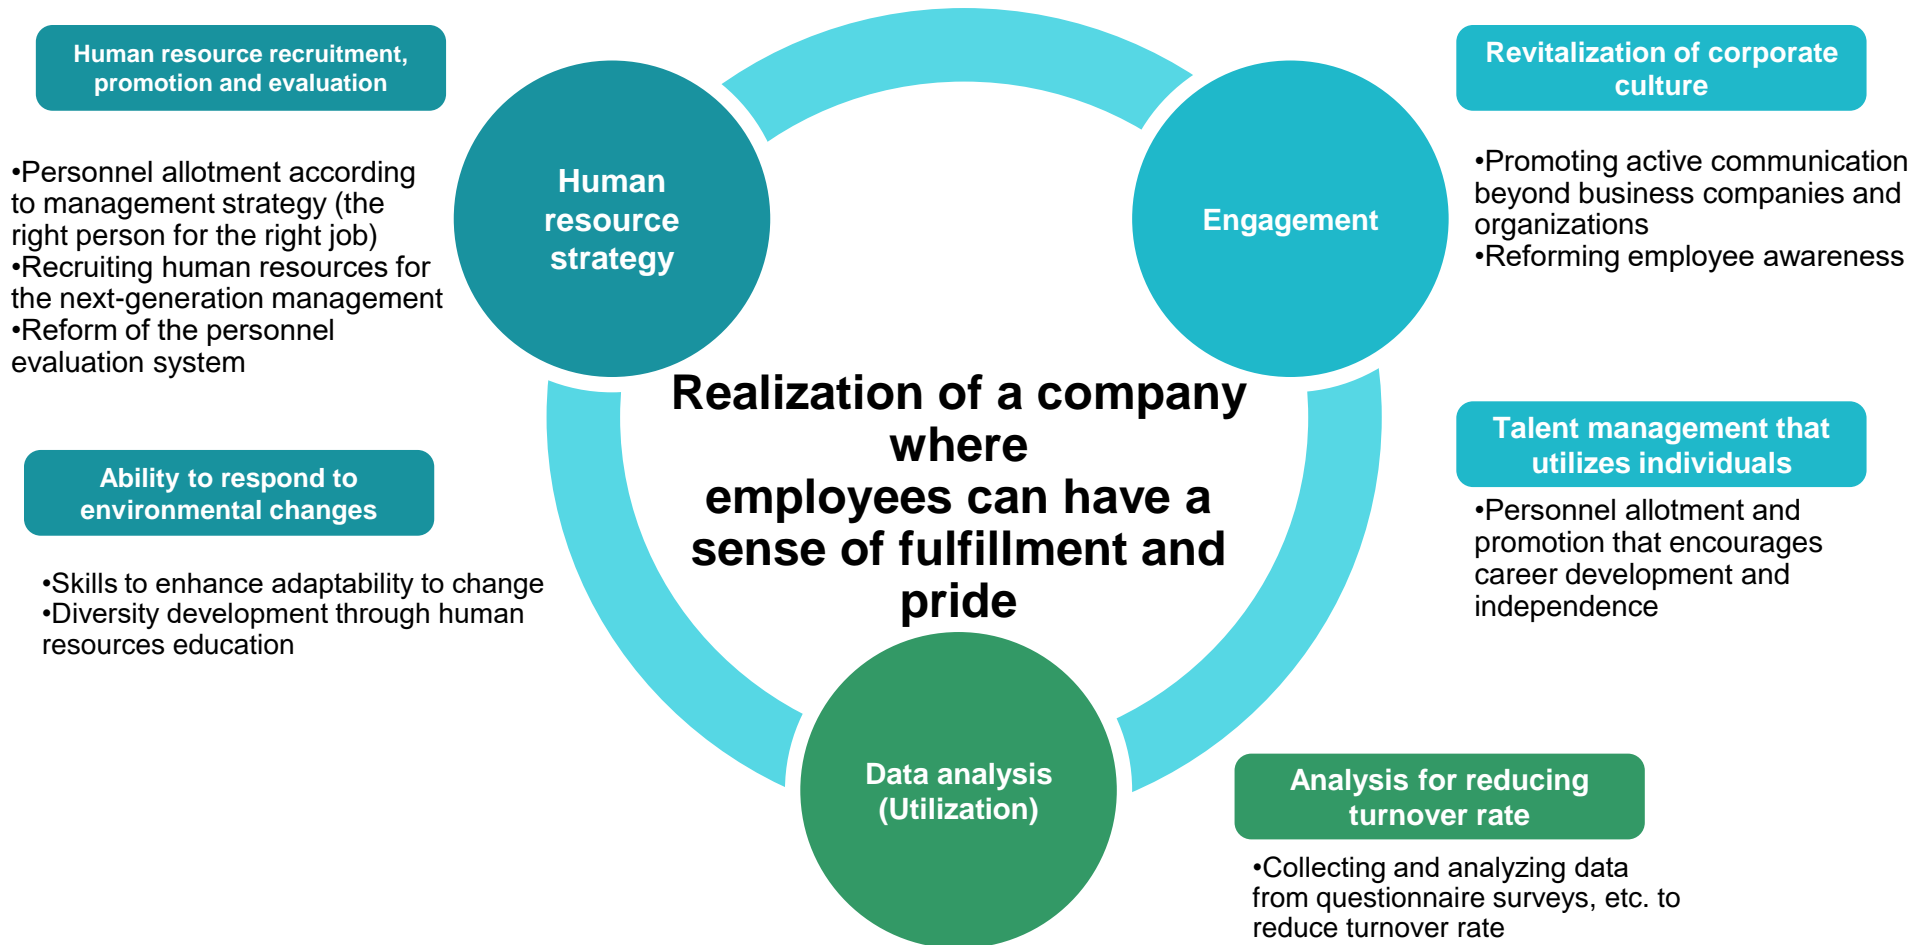 Human resource recruitment,
promotion and evaluation
•Personnel allotment according
to management strategy (the
right person for the right job)
•Recruiting human resources for
the next-generation management
•Reform of the personnel
evaluation system
Ability to respond to
environmental changes
•Skills to enhance adaptability to change
•Diversity development through human
resources education
Human
resource
strategy
Engagement
Realization of a company
where
employees can have a
sense of fulfillment and
pride
Data analysis
(Utilization)
Revitalization of corporate
culture
•Promoting active communication
beyond business companies and
organizations
•Reforming employee awareness
Talent management that
utilizes individuals
•Personnel allotment and
promotion that encourages
career development and
independence
Analysis for reducing
turnover rate
•Collecting and analyzing data
from questionnaire surveys, etc. to
reduce turnover rate